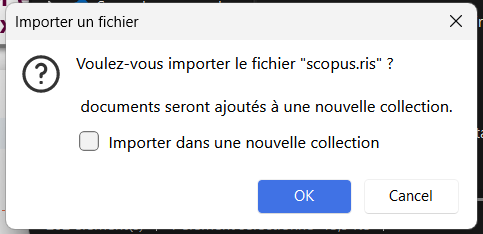 Importer un fichier
Voulez-vous importer le fichier "scopus.ris" ?
documents seront ajoutés à une nouvelle collection.
Importer dans une nouvelle collection
OK
Cancel